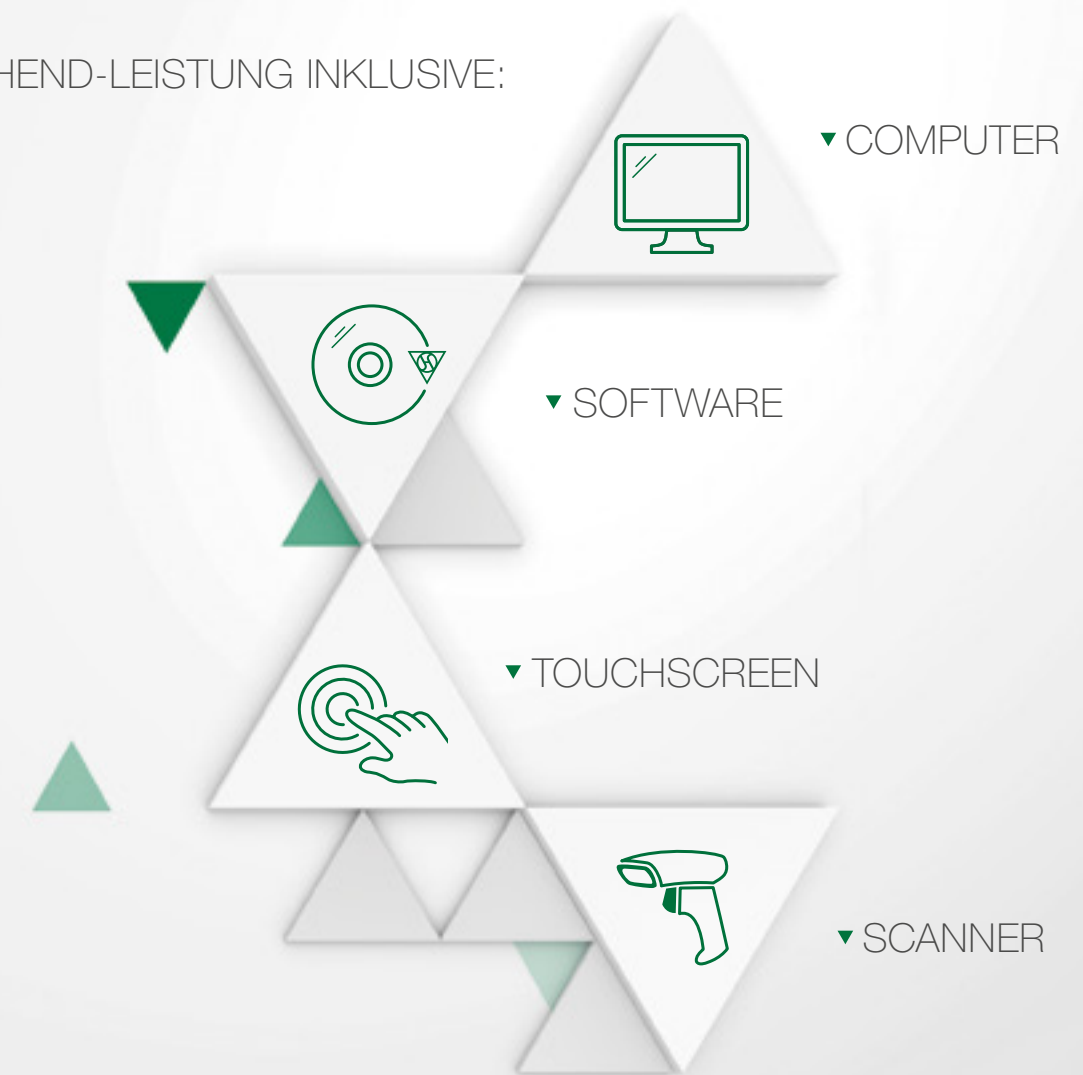 HEND-LEISTUNG INKLUSIVE:
COMPUTER
SOFTWARE
TOUCHSCREEN
SCANNER